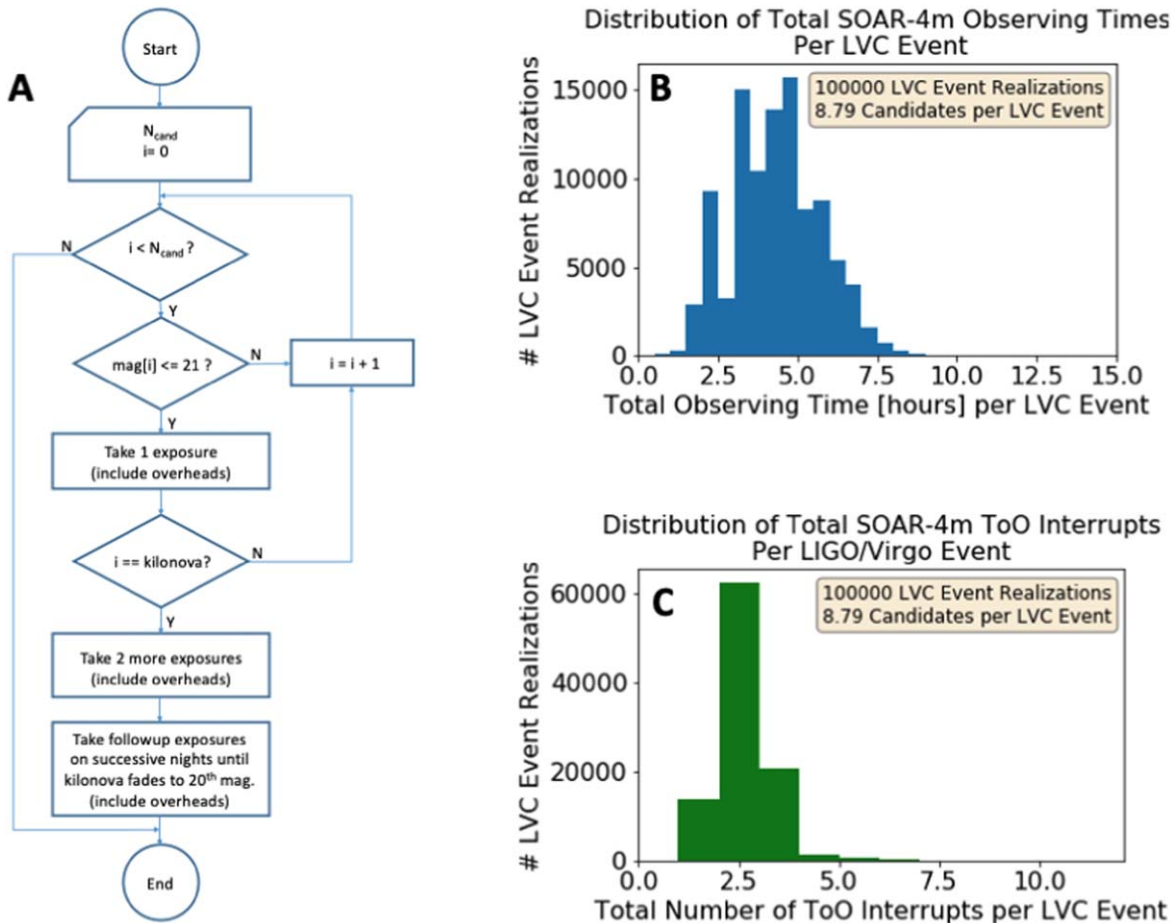 A
Start
N_cand
i= 0
i < N_cand ?
N
Y
mag[i] <= 21 ?
N
i = i + 1
Y
Take 1 exposure
(include overheads)
i == kilonova?
N
Y
Take 2 more exposures
(include overheads)
Take followup exposures
on successive nights until
kilonova fades to 20th mag.
(include overheads)
End
Distribution of Total SOAR-4m Observing Times
Per LVC Event
B
100000 LVC Event Realizations
8.79 Candidates per LVC Event
# LVC Event Realizations
15000
10000
5000
0
0.0 2.5 5.0 7.5 10.0 12.5 15.0
Total Observing Time [hours] per LVC Event
Distribution of Total SOAR-4m ToO Interrupts
Per LIGO/Virgo Event
C
100000 LVC Event Realizations
8.79 Candidates per LVC Event
# LVC Event Realizations
60000
40000
20000
0
0.0 2.5 5.0 7.5 10.0
Total Number of ToO Interrupts per LVC Event